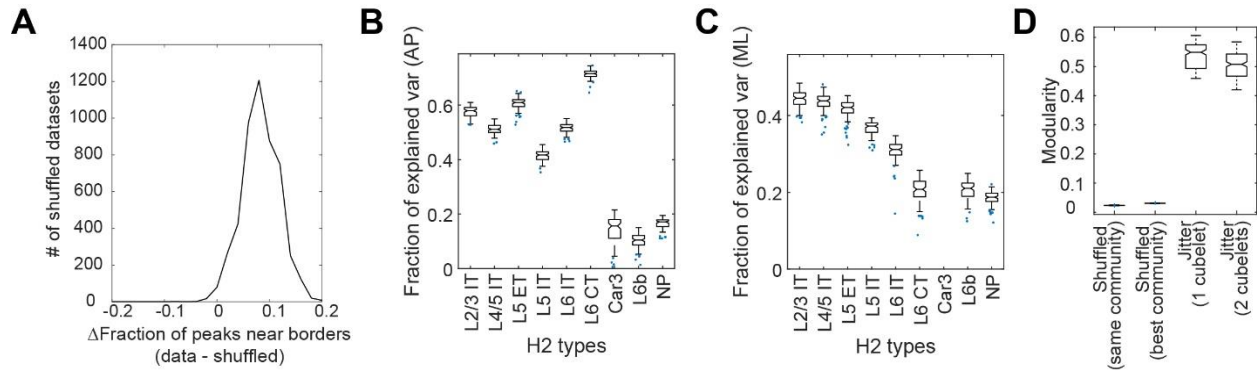 A
1400
1200
1000
800
600
400
200
0
-0.2
-0.1
0
0.1
0.2
# of shuffled datasets
ΔFraction of peaks near borders
(data - shuffled)
B
Fraction of explained var (AP)
0.6
0.4
0.2
0
L2/3 IT
L4/5 IT
L5 ET
L5 IT
L6 IT
L6 CT
Car3
L6b
NP
H2 types
C
Fraction of explained var (ML)
0.4
0.2
0
L2/3 IT
L4/5 IT
L5 ET
L5 IT
L6 IT
L6 CT
Car3
L6b
NP
H2 types
D
Modularity
0.6
0.5
0.4
0.3
0.2
0.1
0
Shuffled
(same community)
Shuffled
(best community)
Jitter
(1 cubelet)
Jitter
(2 cubelets)